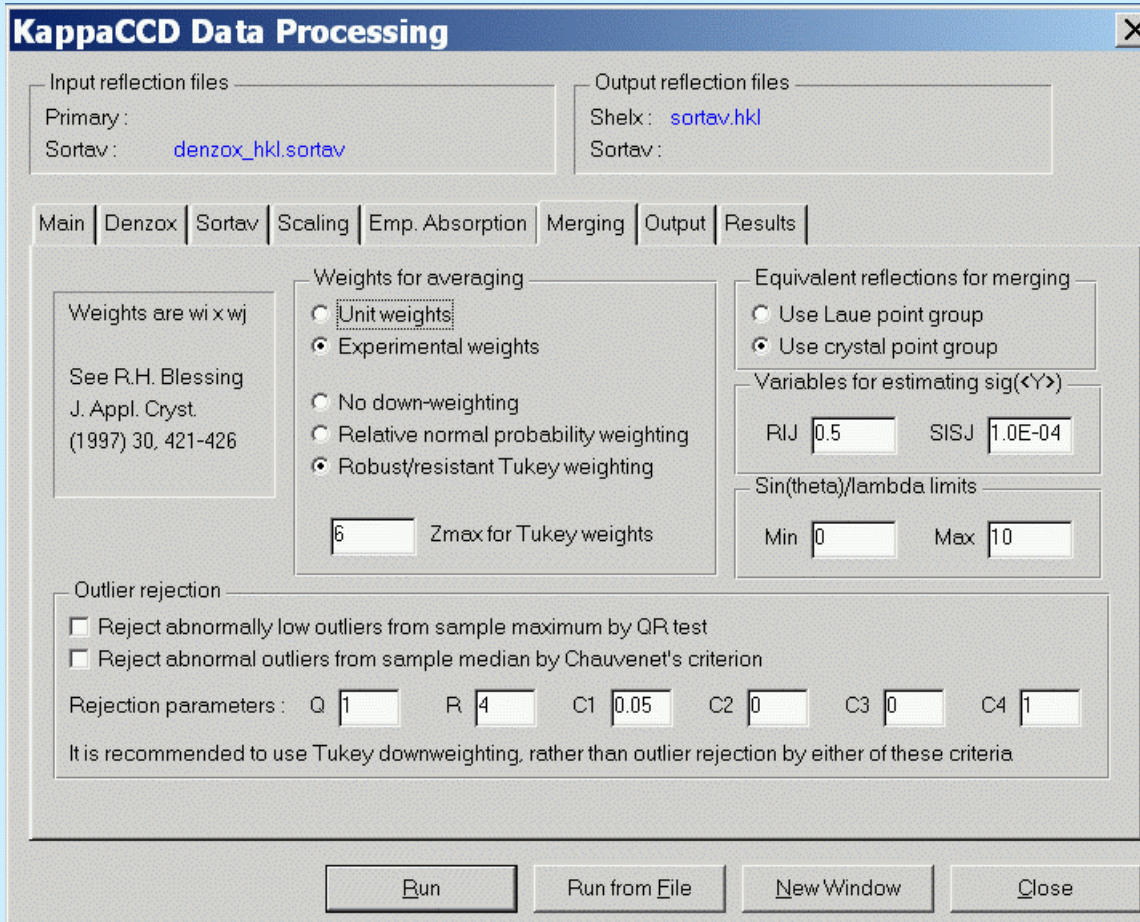 KappaCCD Data Processing
Input reflection files
Primary :
Sortav : denzox_hkl.sortav
Output reflection files
Shelx : sortav.hkl
Sortav :
Main Denzox Sortav Scaling Emp. Absorption Merging Output Results
Weights are wi x wj
See R.H. Blessing
J. Appl. Cryst.
(1997) 30, 421-426
Weights for averaging
Unit weights
Experimental weights
No down-weighting
Relative normal probability weighting
Robust/resistant Tukey weighting
6 Zmax for Tukey weights
Equivalent reflections for merging
Use Laue point group
Use crystal point group
Variables for estimating sig(<Y>)
RIJ 0.5 SISJ 1.0E-04
Sin(theta)/lambda limits
Min 0 Max 10
Outlier rejection
Reject abnormally low outliers from sample maximum by QR test
Reject abnormal outliers from sample median by Chauvenet's criterion
Rejection parameters : Q 1 R 4 C1 0.05 C2 0 C3 0 C4 1
It is recommended to use Tukey downweighting, rather than outlier rejection by either of these criteria
Run Run from File New Window Close